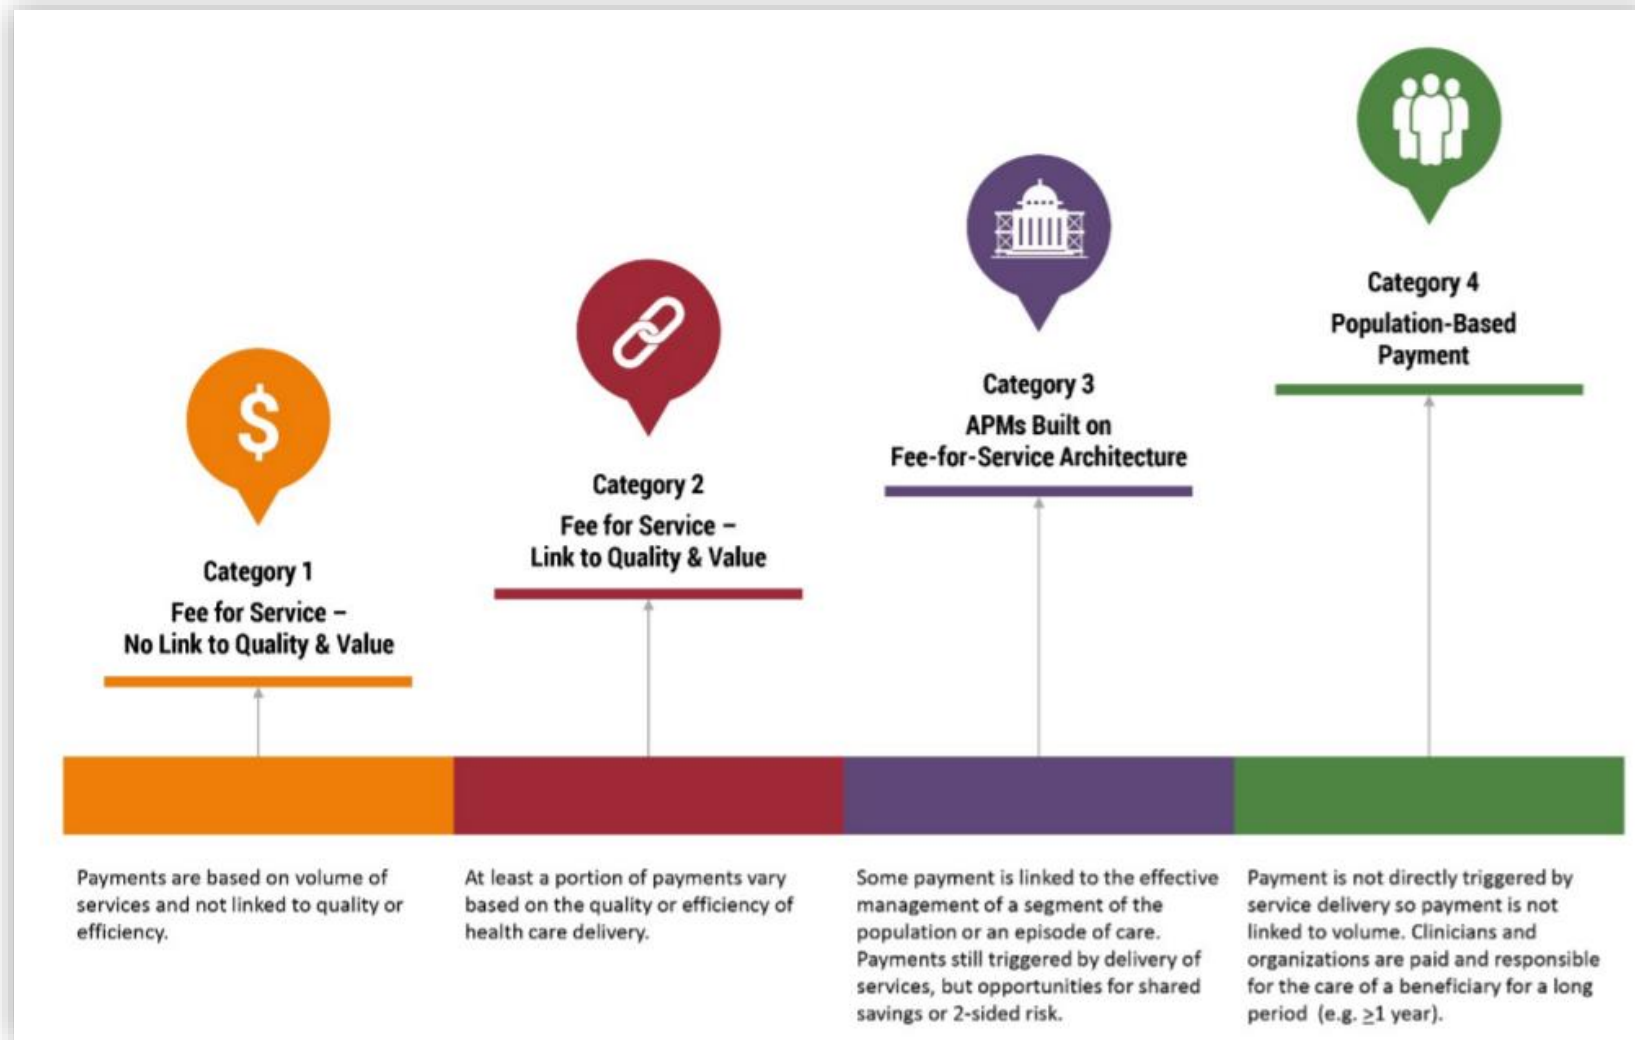 $
Category 1
Fee for Service –
No Link to Quality & Value
Category 2
Fee for Service –
Link to Quality & Value
Category 3
APMs Built on
Fee-for-Service Architecture
Category 4
Population-Based
Payment
Payments are based on volume of
services and not linked to quality or
efficiency.
At least a portion of payments vary
based on the quality or efficiency of
health care delivery.
Some payment is linked to the effective
management of a segment of the
population or an episode of care.
Payments still triggered by delivery of
services, but opportunities for shared
savings or 2-sided risk.
Payment is not directly triggered by
service delivery so payment is not
linked to volume. Clinicians and
organizations are paid and responsible
for the care of a beneficiary for a long
period (e.g. ≥1 year).